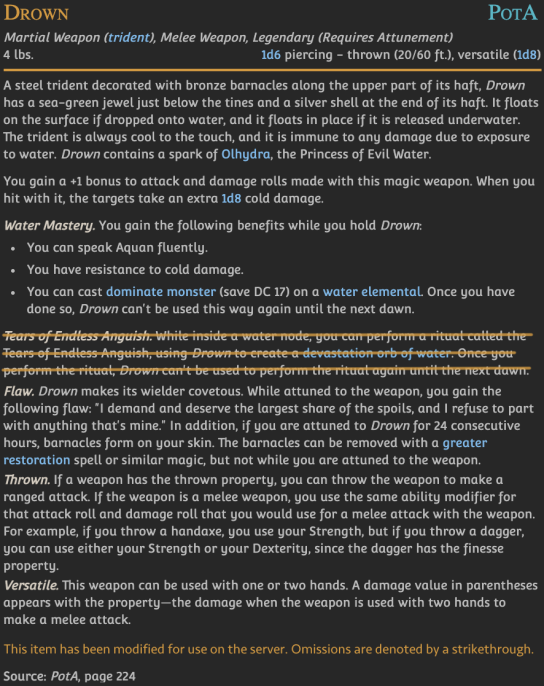 DROWN PotA
Martial Weapon (trident), Melee Weapon, Legendary (Requires Attunement)
4 lbs. 1d6 piercing - thrown (20/60 ft.), versatile (1d8)
A steel trident decorated with bronze barnacles along the upper part of its haft, Drown
has a sea-green jewel just below the tines and a silver shell at the end of its haft. It floats
on the surface if dropped onto water, and it floats in place if it is released underwater.
The trident is always cool to the touch, and it is immune to any damage due to exposure
to water. Drown contains a spark of Olhydra, the Princess of Evil Water.
You gain a +1 bonus to attack and damage rolls made with this magic weapon. When you
hit with it, the targets take an extra 1d8 cold damage.
Water Mastery. You gain the following benefits while you hold Drown:
• You can speak Aquan fluently.
• You have resistance to cold damage.
• You can cast dominate monster (save DC 17) on a water elemental. Once you have
done so, Drown can't be used this way again until the next dawn.
Tears of Endless Anguish. While inside a water node, you can perform a ritual called the
Tears of Endless Anguish, using Drown to create a devastation orb of water. Once you
perform the ritual, Drown can't be used to perform the ritual again until the next dawn.
Flaw. Drown makes its wielder covetous. While attuned to the weapon, you gain the
following flaw: "I demand and deserve the largest share of the spoils, and I refuse to part
with anything that's mine." In addition, if you are attuned to Drown for 24 consecutive
hours, barnacles form on your skin. The barnacles can be removed with a greater
restoration spell or similar magic, but not while you are attuned to the weapon.
Thrown. If a weapon has the thrown property, you can throw the weapon to make a
ranged attack. If the weapon is a melee weapon, you use the same ability modifier for
that attack roll and damage roll that you would use for a melee attack with the weapon.
For example, if you throw a handaxe, you use your Strength, but if you throw a dagger,
you can use either your Strength or your Dexterity, since the dagger has the finesse
property.
Versatile. This weapon can be used with one or two hands. A damage value in parentheses
appears with the property—the damage when the weapon is used with two hands to
make a melee attack.
This item has been modified for use on the server. Omissions are denoted by a strikethrough.
Source: PotA, page 224